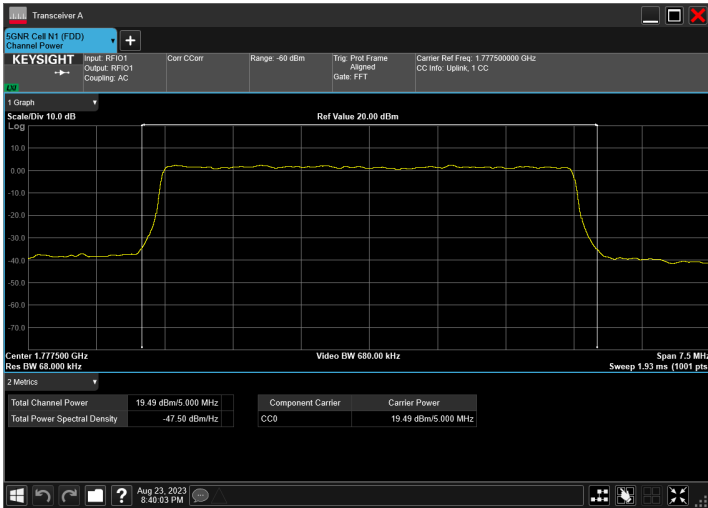 Transceiver A
5GNR Cell N1 (FDD)
Channel Power
KEYSIGHT
Input: RFIO1
Output: RFIO1
Coupling: AC
Corr CCorr
Range: -60 dBm
Trig: Prot Frame
Aligned
Gate: FFT
Carrier Ref Freq: 1.777500000 GHz
CC Info: Uplink, 1 CC
LXI
1 Graph
Scale/Div 10.0 dB
Ref Value 20.00 dBm
Log
10.0
0.00
-10.0
-20.0
-30.0
-40.0
-50.0
-60.0
-70.0
Center 1.777500 GHz
Video BW 680.00 kHz
Span 7.5 MHz
Res BW 68.000 kHz
Sweep 1.93 ms (1001 pts
2 Metrics
Total Channel Power 19.49 dBm/5.000 MHz
Total Power Spectral Density -47.50 dBm/Hz
Component Carrier Carrier Power
CC0 19.49 dBm/5.000 MHz
Aug 23, 2023
8:40:03 PM